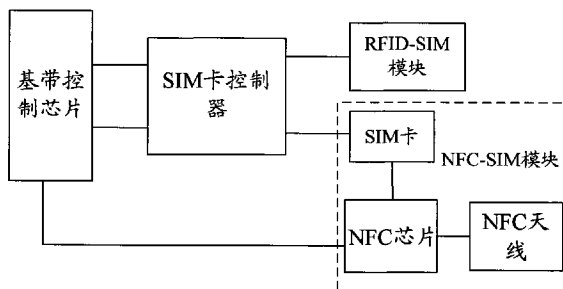 基带控
制芯片
SIM卡控制
器
RFID-SIM
模块
SIM卡
NFC-SIM模块
NFC芯片
NFC天
线